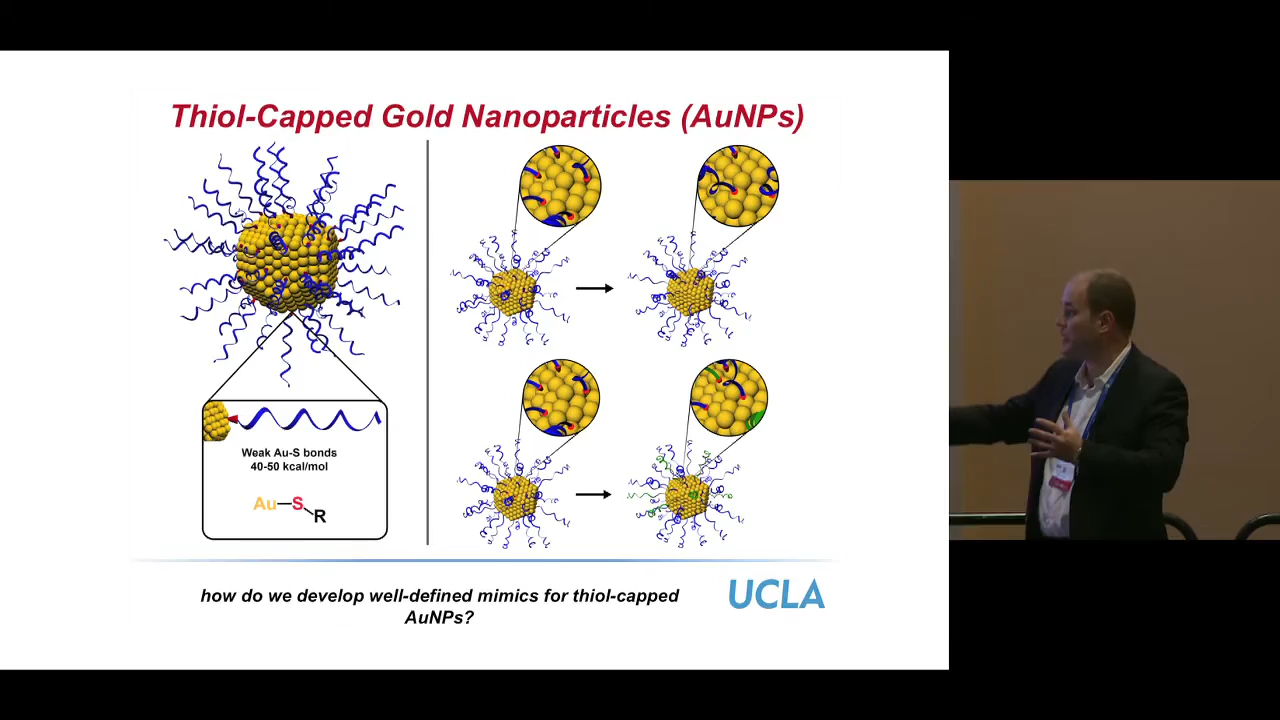 Thiol-Capped Gold Nanoparticles (AuNPs)
Weak Au-S bonds
40-50 kcal/mol
Au—S
R
how do we develop well-defined mimics for thiol-capped
AuNPs?
UCLA